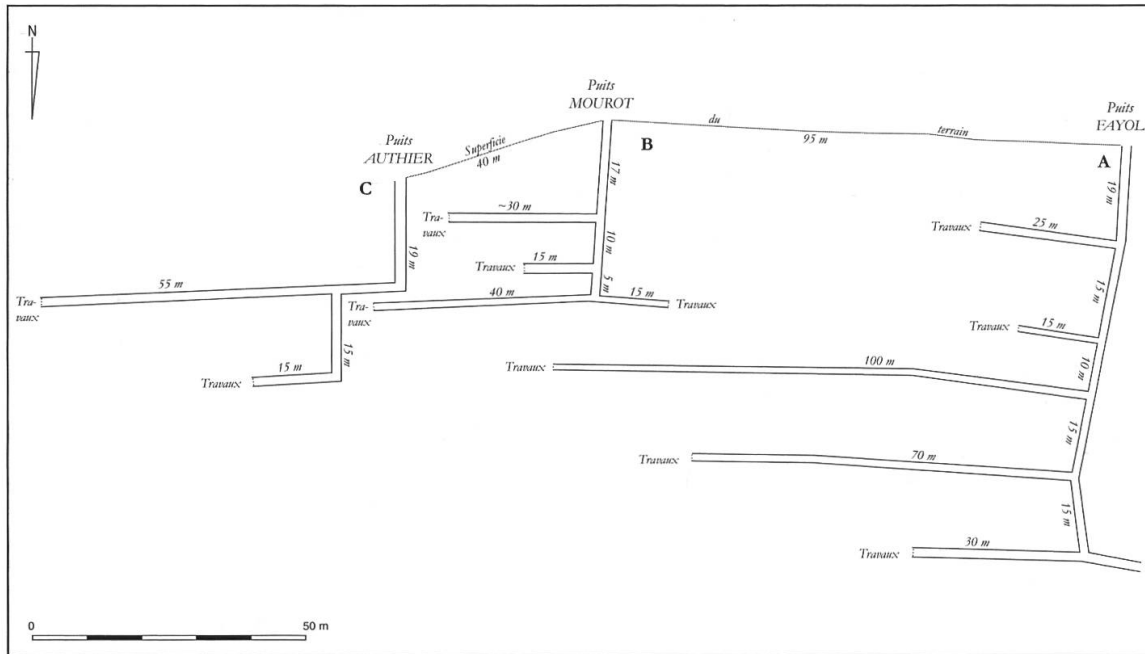 N
Puits
MOUROT
Puits
FAYOL
Puits
AUTHIER
Superficie
40 m
du
95 m
terrain
A
B
C
17 m
19 m
~30 m
Tra-
vaux
25 m
Travaux
10 m
15 m
Travaux
19 m
5 m
15 m
55 m
Tra-
vaux
40 m
Tra-
vaux
15 m
Travaux
15 m
Travaux
15 m
15 m
Travaux
100 m
Travaux
10 m
15 m
70 m
Travaux
15 m
30 m
Travaux
0
50 m